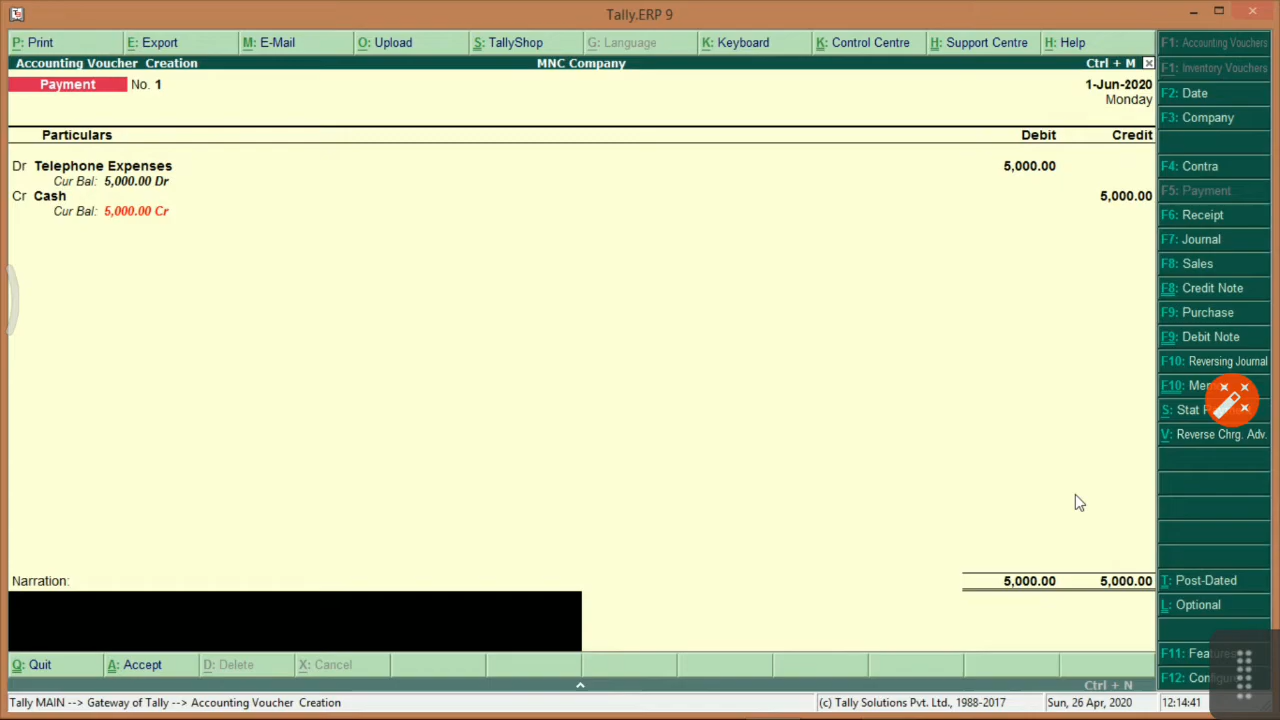 Tally.ERP 9
P: Print E: Export M: E-Mail O: Upload S: TallyShop G: Language K: Keyboard K: Control Centre H: Support Centre H: Help
Accounting Voucher Creation MNC Company Ctrl + M
Payment No. 1 1-Jun-2020
Monday
Particulars Debit Credit
Dr Telephone Expenses 5,000.00
Cur Bal: 5,000.00 Dr
Cr Cash 5,000.00
Cur Bal: 5,000.00 Cr
Narration: 5,000.00 5,000.00
F1: Accounting Vouchers
F1: Inventory Vouchers
F2: Date
F3: Company
F4: Contra
F5: Payment
F6: Receipt
F7: Journal
F8: Sales
F8: Credit Note
F9: Purchase
F9: Debit Note
F10: Reversing Journal
F10:
S: Stat
V: Reverse Chrg. Adv.
T: Post-Dated
L: Optional
F11:
F12:
Q: Quit A: Accept D: Delete X: Cancel
Ctrl + N
Tally MAIN --> Gateway of Tally --> Accounting Voucher Creation (c) Tally Solutions Pvt. Ltd., 1988-2017 Sun, 26 Apr, 2020 12:14:41